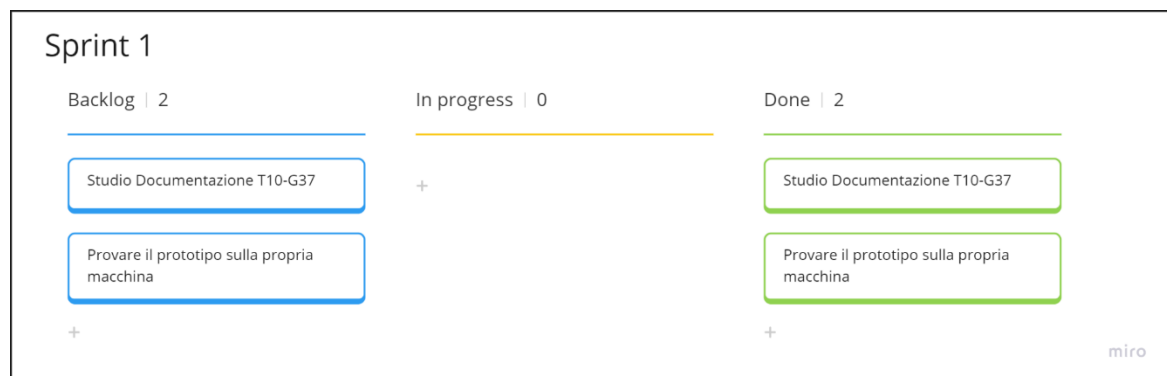 Sprint 1
Backlog | 2
In progress | 0
Done | 2
Studio Documentazione T10-G37
Provare il prototipo sulla propria
macchina
+
+
Studio Documentazione T10-G37
Provare il prototipo sulla propria
macchina
+
miro